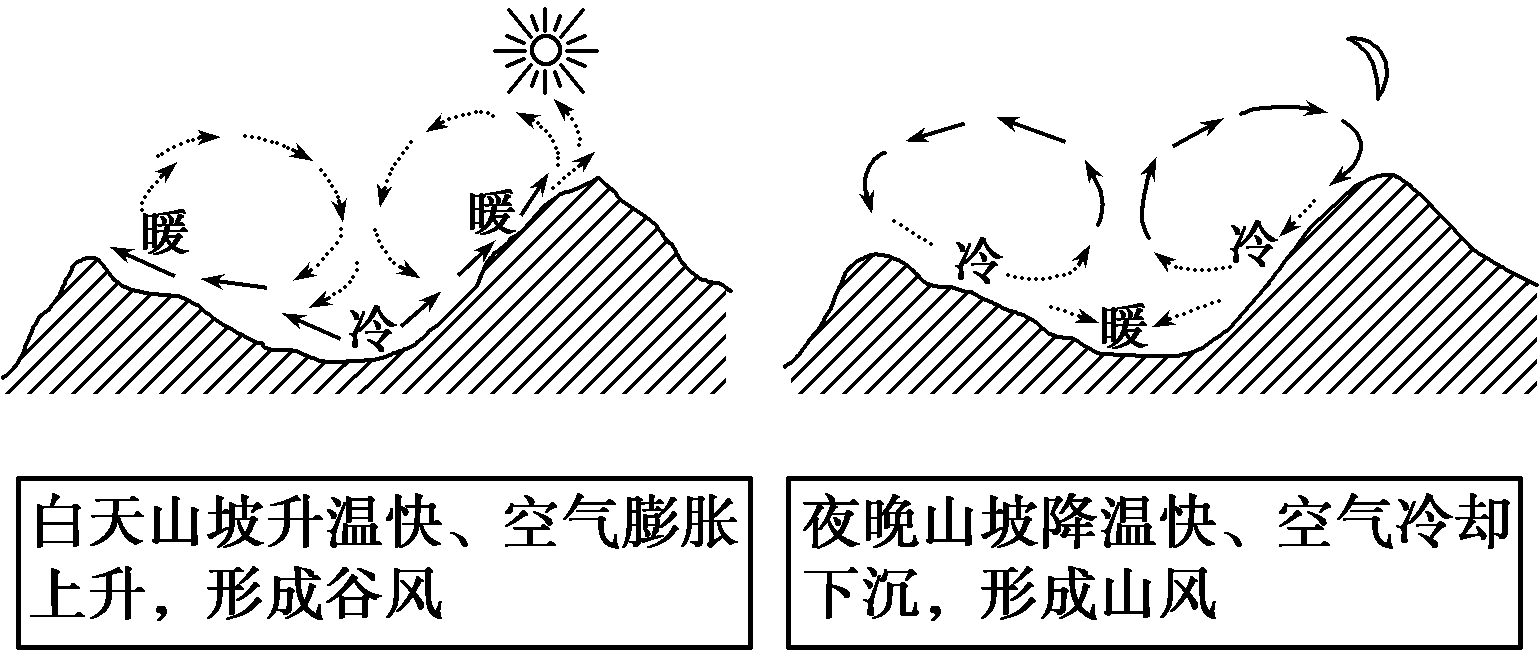 暖
暖
冷
冷
冷
暖
白天山坡升温快、空气膨胀
上升，形成谷风
夜晚山坡降温快、空气冷却
下沉，形成山风